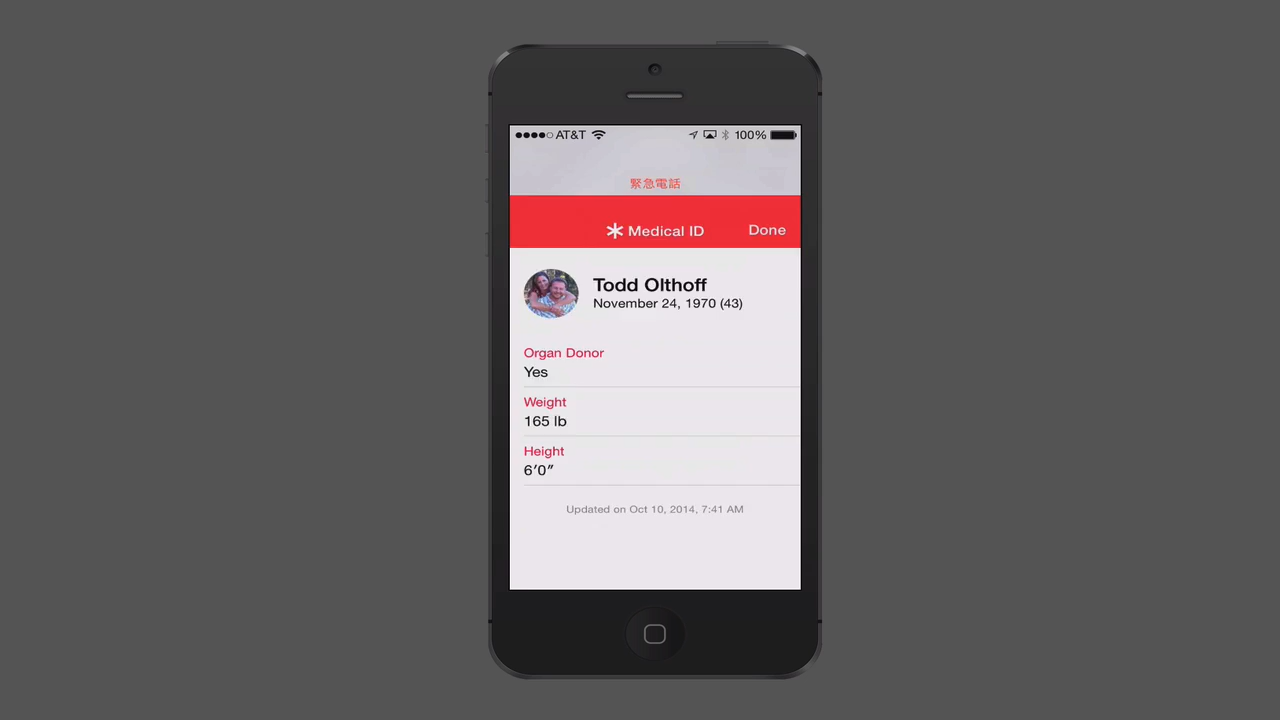 AT&T 100%
緊急電話
Medical ID Done
Todd Olthoff
November 24, 1970 (43)
Organ Donor
Yes
Weight
165 lb
Height
6′0″
Updated on Oct 10, 2014, 7:41 AM